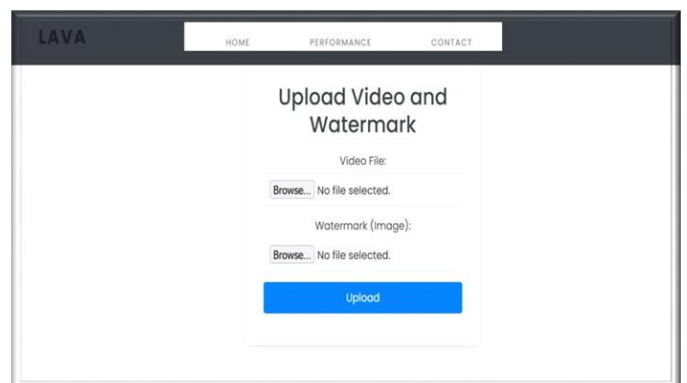 LAVA
HOME PERFORMANCE CONTACT
Upload Video and
Watermark
Video File:
Browse... No file selected.
Watermark (Image):
Browse... No file selected.
Upload